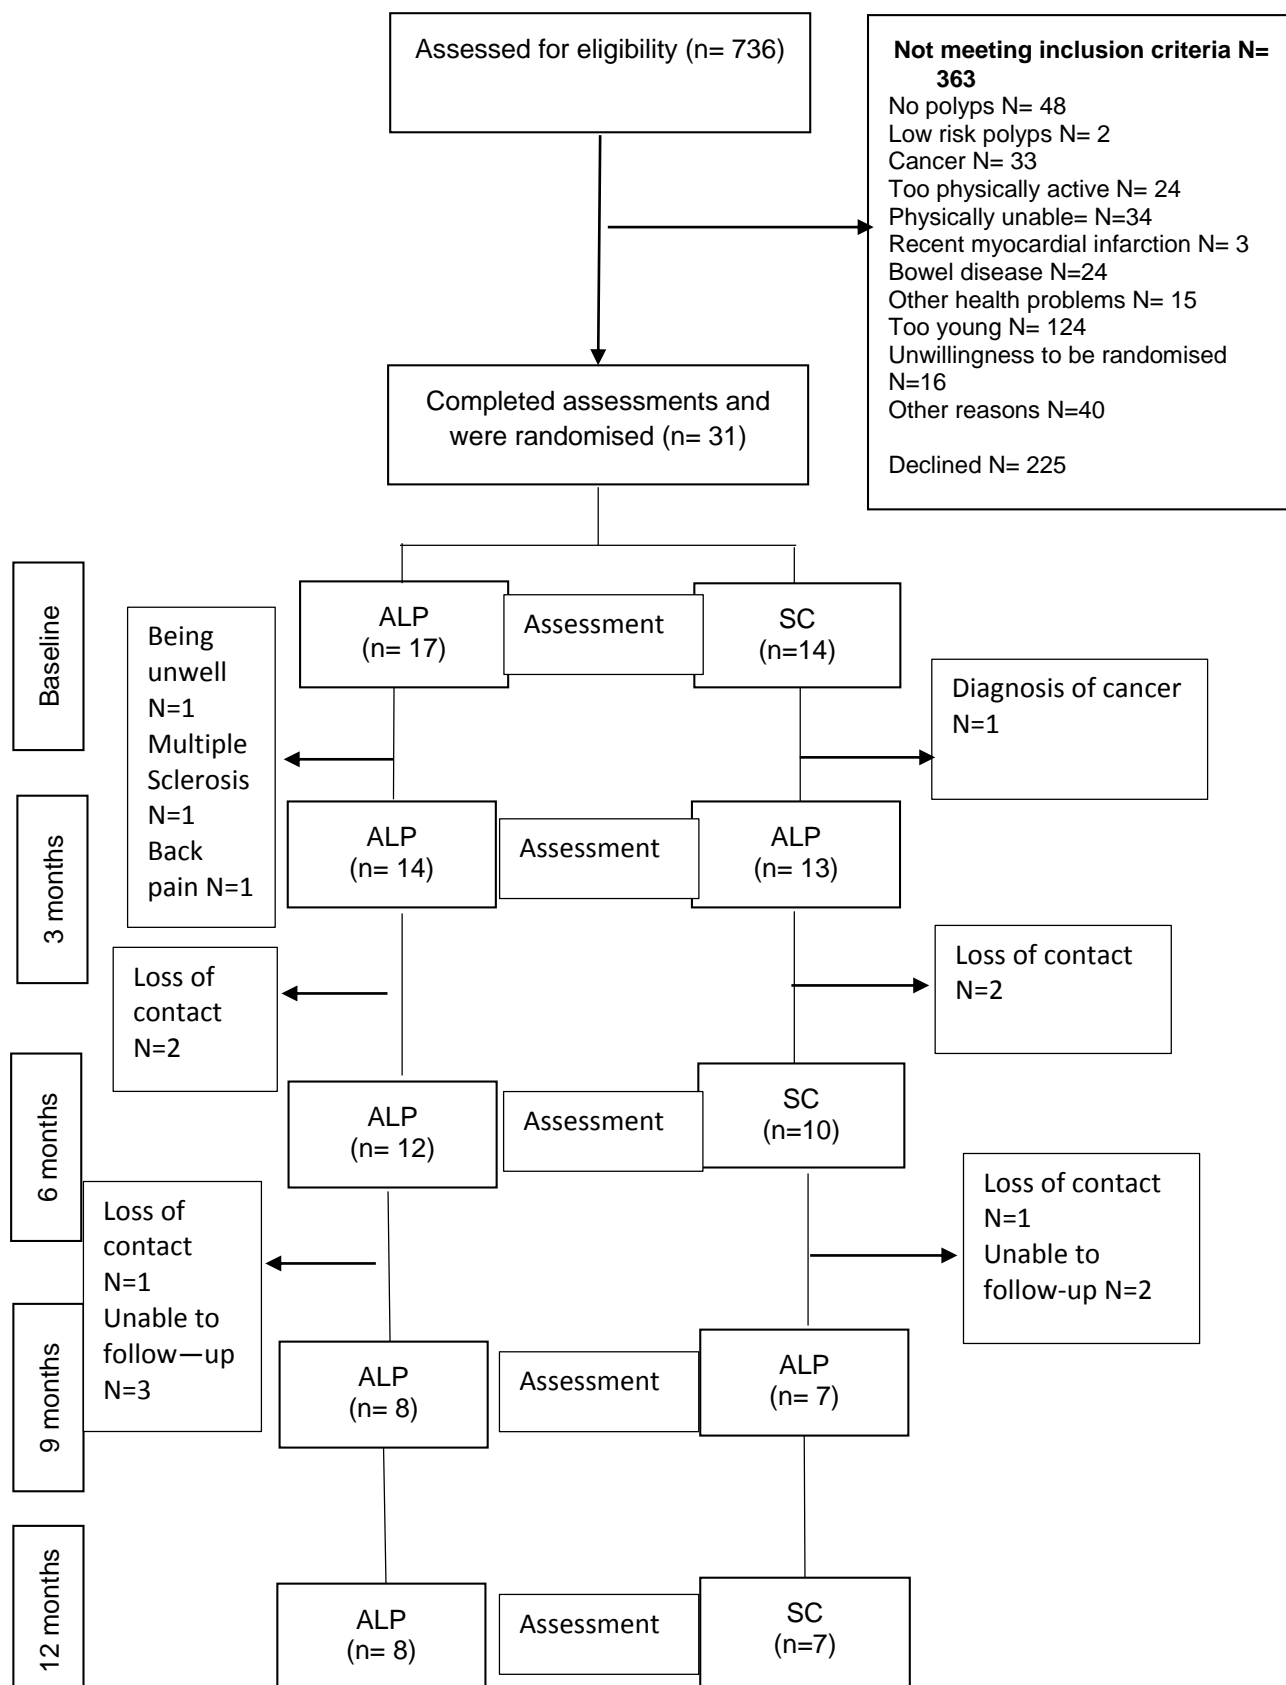 Assessed for eligibility (n= 736)
Not meeting inclusion criteria N=
363
No polyps N= 48
Low risk polyps N= 2
Cancer N= 33
Too physically active N= 24
Physically unable= N=34
Recent myocardial infarction N= 3
Bowel disease N=24
Other health problems N= 15
Too young N= 124
Unwillingness to be randomised
N=16
Other reasons N=40
Declined N= 225
Completed assessments and
were randomised (n= 31)
Baseline
ALP
(n= 17)
Assessment
SC
(n=14)
Being
unwell
N=1
Multiple
Sclerosis
N=1
Back
pain N=1
Diagnosis of cancer
N=1
3 months
ALP
(n= 14)
Assessment
ALP
(n= 13)
Loss of
contact
N=2
Loss of contact
N=2
6 months
ALP
(n= 12)
Assessment
SC
(n=10)
Loss of
contact
N=1
Unable to
follow—up
N=3
Loss of contact
N=1
Unable to
follow-up N=2
9 months
ALP
(n= 8)
Assessment
ALP
(n= 7)
12 months
ALP
(n= 8)
Assessment
SC
(n=7)